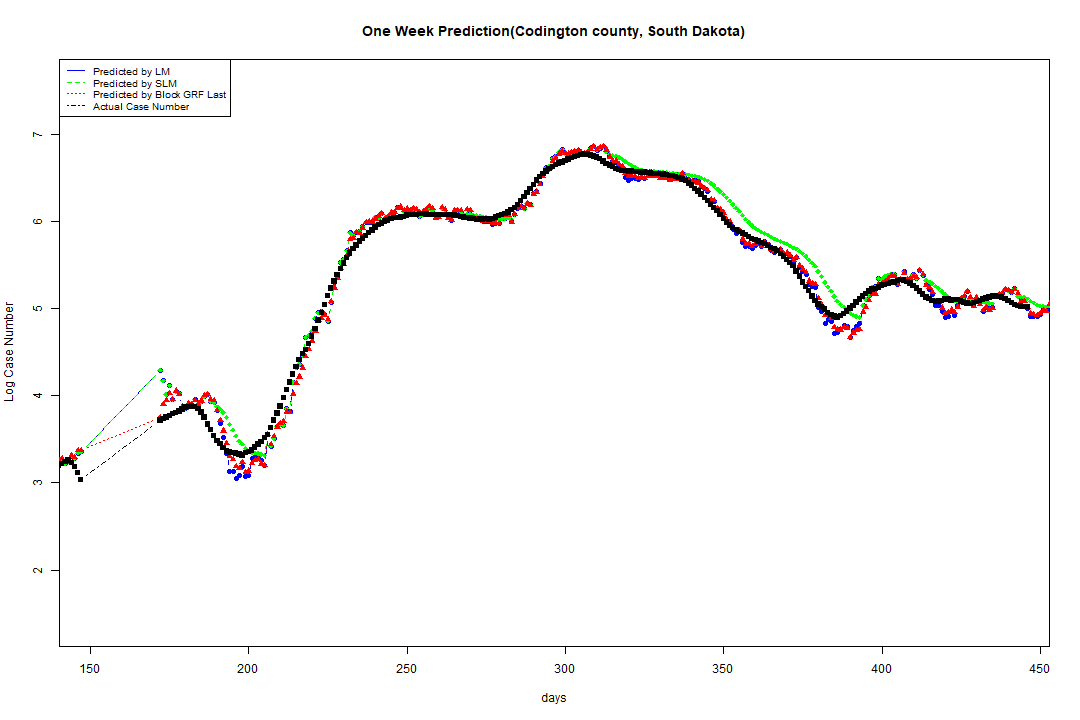 One Week Prediction(Codington county, South Dakota)
Predicted by LM
Predicted by SLM
Predicted by Block GRF Last
Actual Case Number
7
6
5
4
3
2
Log Case Number
150 200 250 300 350 400 450
days